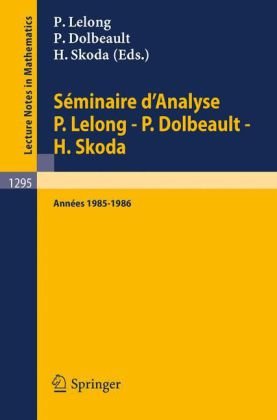 Lecture Notes in Mathematics
1295
P. Lelong
P. Dolbeault
H. Skoda (Eds.)
Séminaire d'Analyse
P. Lelong - P. Dolbeault -
H. Skoda
Années 1985-1986
Springer